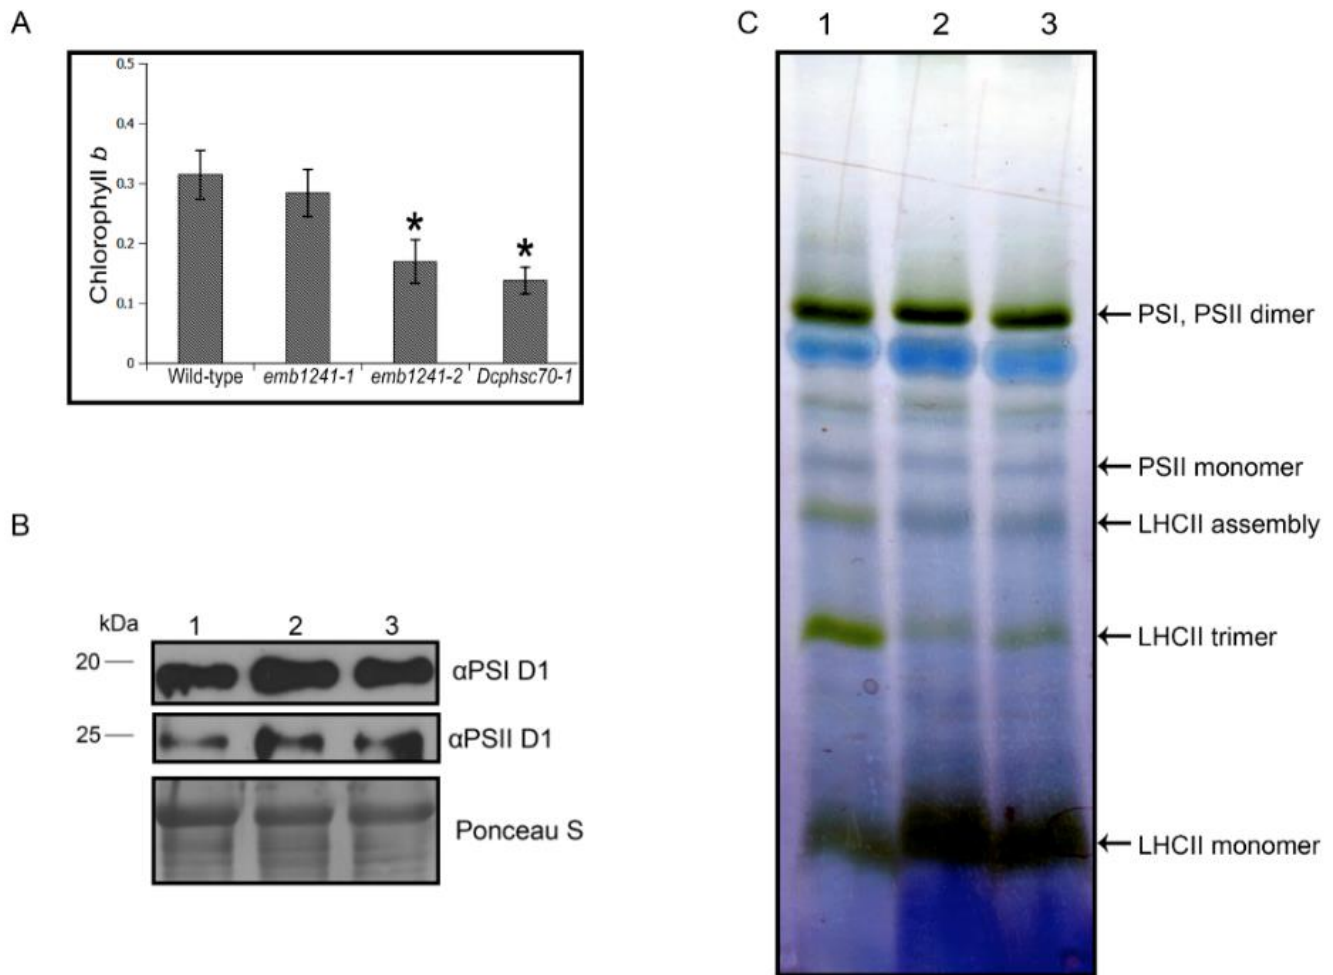 A
0.5
0.4
0.3
0.2
0.1
0
Chlorophyll b
*
*
Wild-type emb1241-1 emb1241-2 Dcphsc70-1
B
kDa 1 2 3
20
αPSI D1
25
αPSII D1
Ponceau S
C 1 2 3
PSI, PSII dimer
PSII monomer
LHCII assembly
LHCII trimer
LHCII monomer